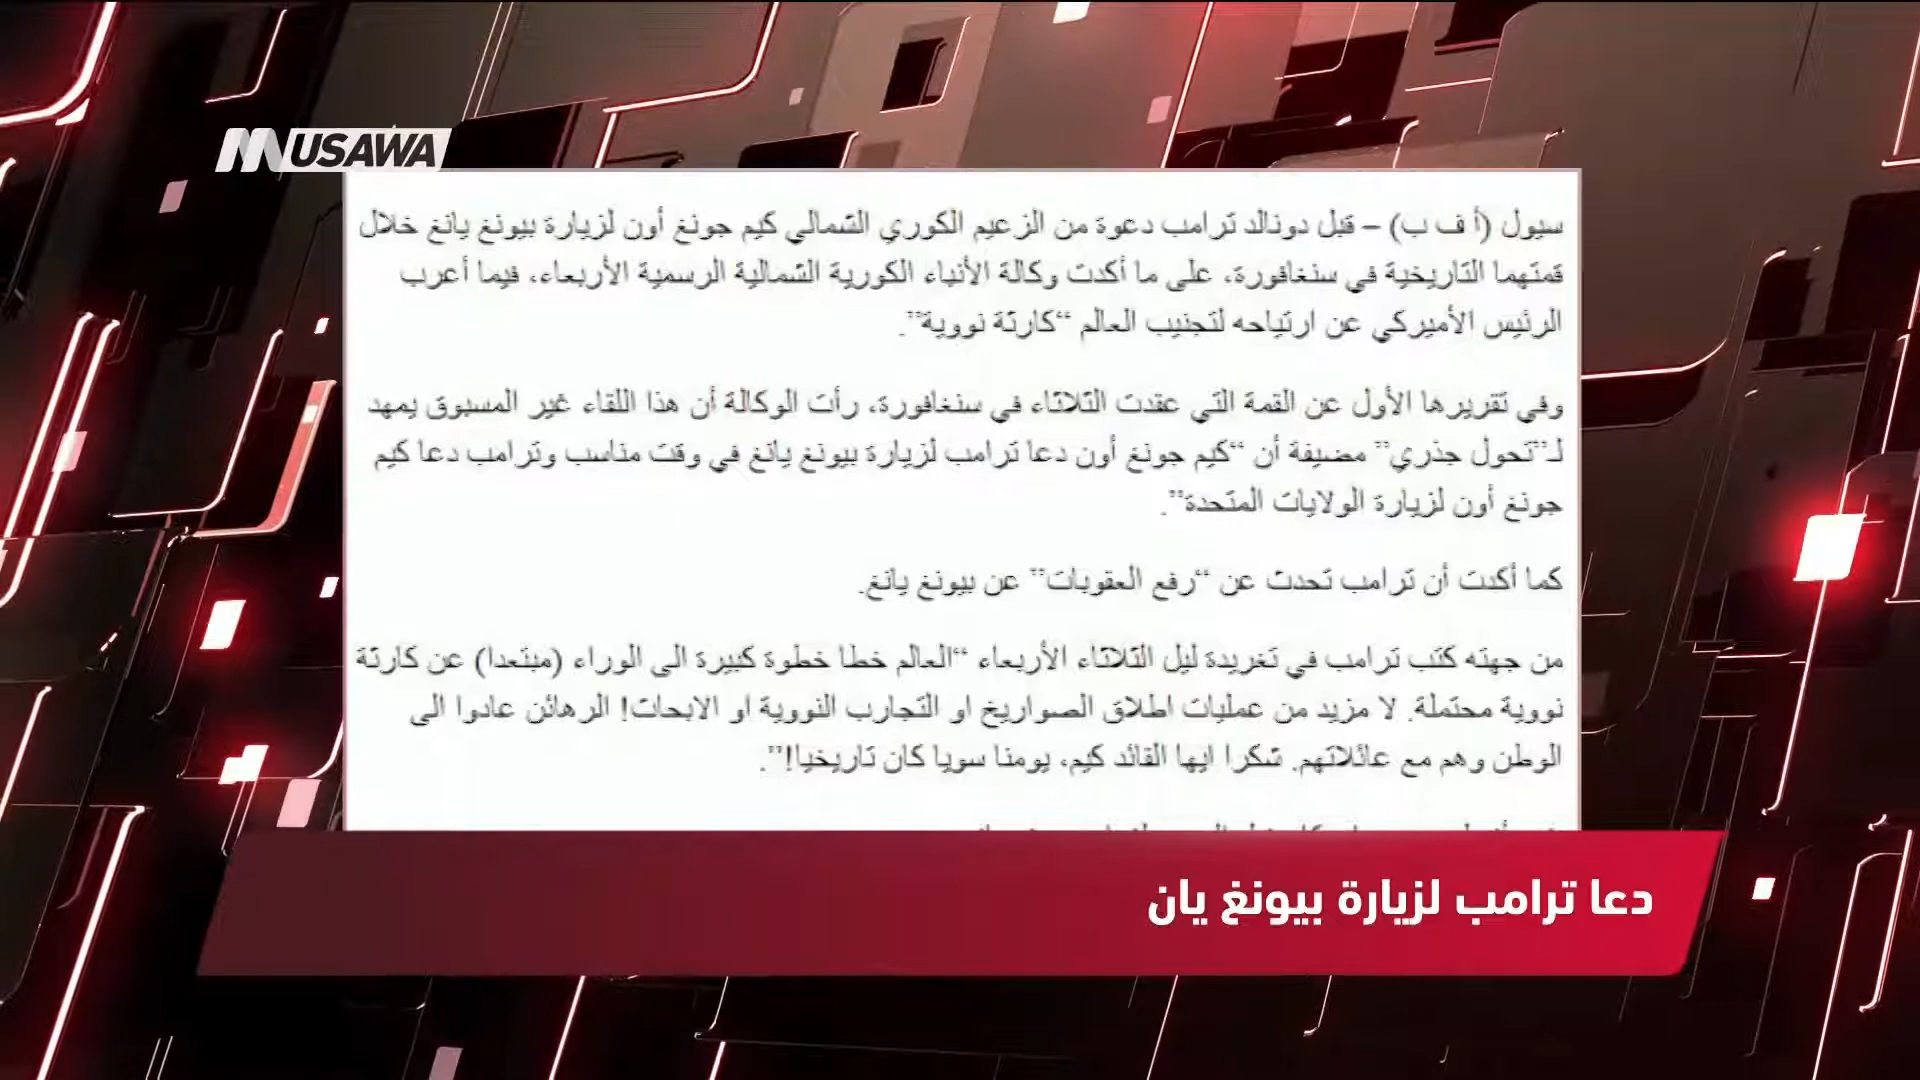 MUSAWA
سيول (أ ف ب) – قبل دونالد ترامب دعوة من الزعيم الكوري الشمالي كيم جونغ أون لزيارة بيونغ يانغ خلال
قمتهما التاريخية في سنغافورة، على ما أكدت وكالة الأنباء الكورية الشمالية الرسمية الأربعاء، فيما أعرب
الرئيس الأميركي عن ارتياحه لتجنيب العالم “كارثة نووية”.
وفي تقريرها الأول عن القمة التي عقدت الثلاثاء في سنغافورة، رأت الوكالة أن هذا اللقاء غير المسبوق يمهد
لـ”تحول جذري” مضيفة أن “كيم جونغ أون دعا ترامب لزيارة بيونغ يانغ في وقت مناسب وترامب دعا كيم
جونغ أون لزيارة الولايات المتحدة”.
كما أكدت أن ترامب تحدث عن “رفع العقوبات” عن بيونغ يانغ.
من جهته كتب ترامب في تغريدة ليل الثلاثاء الأربعاء “العالم خطا خطوة كبيرة الى الوراء (مبتعدا) عن كارثة
نووية محتملة. لا مزيد من عمليات اطلاق الصواريخ او التجارب النووية او الابحاث! الرهائن عادوا الى
الوطن وهم مع عائلاتهم. شكرا ايها القائد كيم، يومنا سويا كان تاريخيا!”.
دعا ترامب لزيارة بيونغ يان